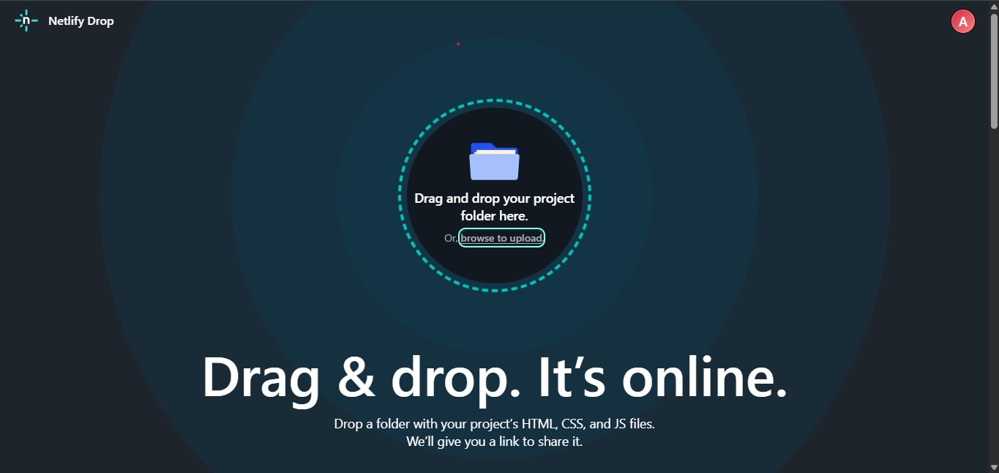 n Netlify Drop
A
Drag and drop your project
folder here.
Or, browse to upload.
Drag & drop. It’s online.
Drop a folder with your project’s HTML, CSS, and JS files.
We’ll give you a link to share it.